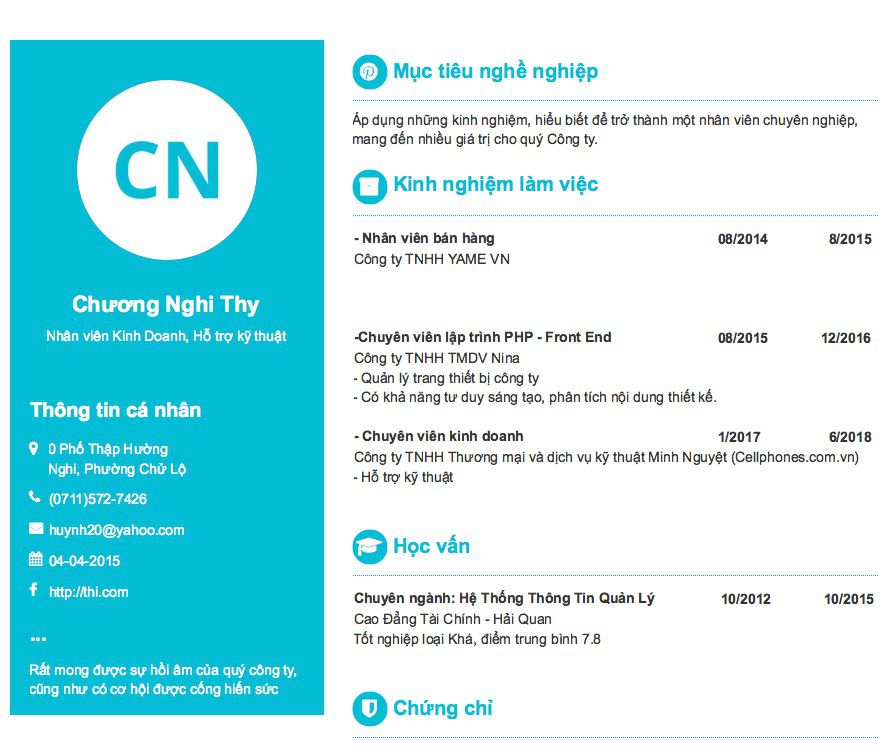 CN
Chương Nghi Thy
Nhân viên Kinh Doanh, Hỗ trợ kỹ thuật
Thông tin cá nhân
0 Phố Thập Hường
Nghi, Phường Chử Lộ
(0711)572-7426
huynh20@yahoo.com
04-04-2015
http://thi.com
...
Rất mong được sự hồi âm của quý công ty,
cũng như có cơ hội được cống hiến sức
Mục tiêu nghề nghiệp
Áp dụng những kinh nghiệm, hiểu biết để trở thành một nhân viên chuyên nghiệp,
mang đến nhiều giá trị cho quý Công ty.
Kinh nghiệm làm việc
- Nhân viên bán hàng 08/2014 8/2015
Công ty TNHH YAME VN
-Chuyên viên lập trình PHP - Front End 08/2015 12/2016
Công ty TNHH TMDV Nina
- Quản lý trang thiết bị công ty
- Có khả năng tư duy sáng tạo, phân tích nội dung thiết kế.
- Chuyên viên kinh doanh 1/2017 6/2018
Công ty TNHH Thương mại và dịch vụ kỹ thuật Minh Nguyệt (Cellphones.com.vn)
- Hỗ trợ kỹ thuật
Học vấn
Chuyên ngành: Hệ Thống Thông Tin Quản Lý 10/2012 10/2015
Cao Đẳng Tài Chính - Hải Quan
Tốt nghiệp loại Khá, điểm trung bình 7.8
Chứng chỉ